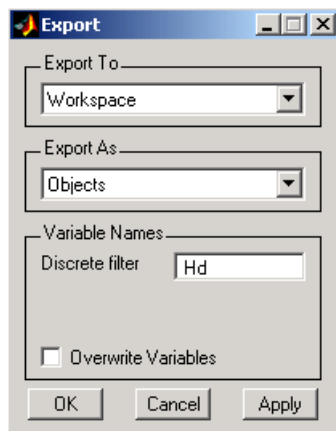 Export
Export To
Workspace
Export As
Objects
Variable Names
Discrete filter Hd
Overwrite Variables
OK Cancel Apply